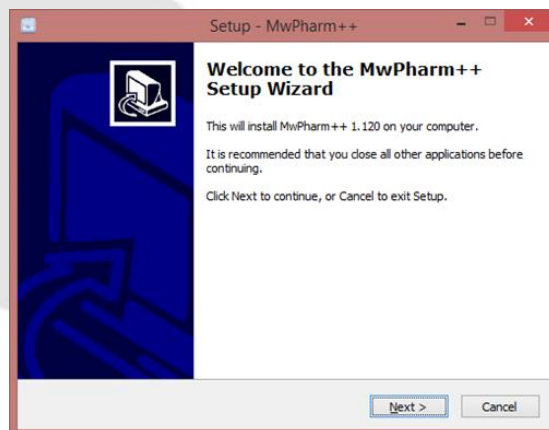 Setup - MwPharm++
Welcome to the MwPharm++
Setup Wizard
This will install MwPharm++ 1.120 on your computer.
It is recommended that you close all other applications before
continuing.
Click Next to continue, or Cancel to exit Setup.
Next > Cancel